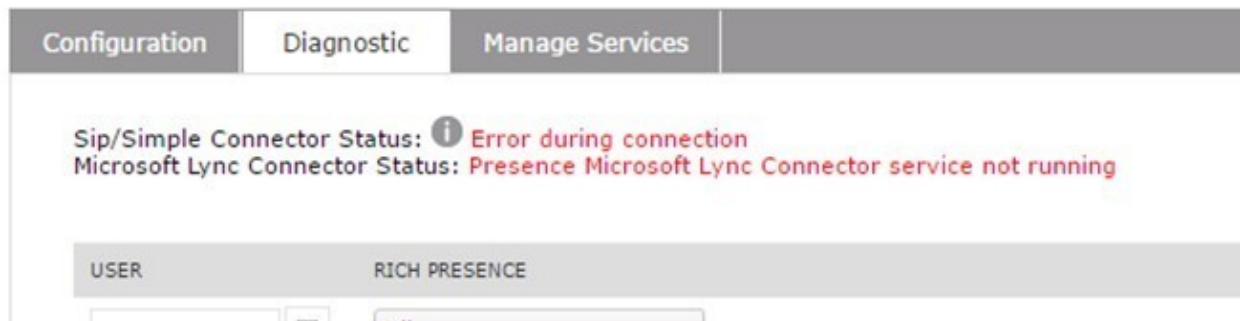 Configuration Diagnostic Manage Services
Sip/Simple Connector Status: Error during connection
Microsoft Lync Connector Status: Presence Microsoft Lync Connector service not running
USER RICH PRESENCE